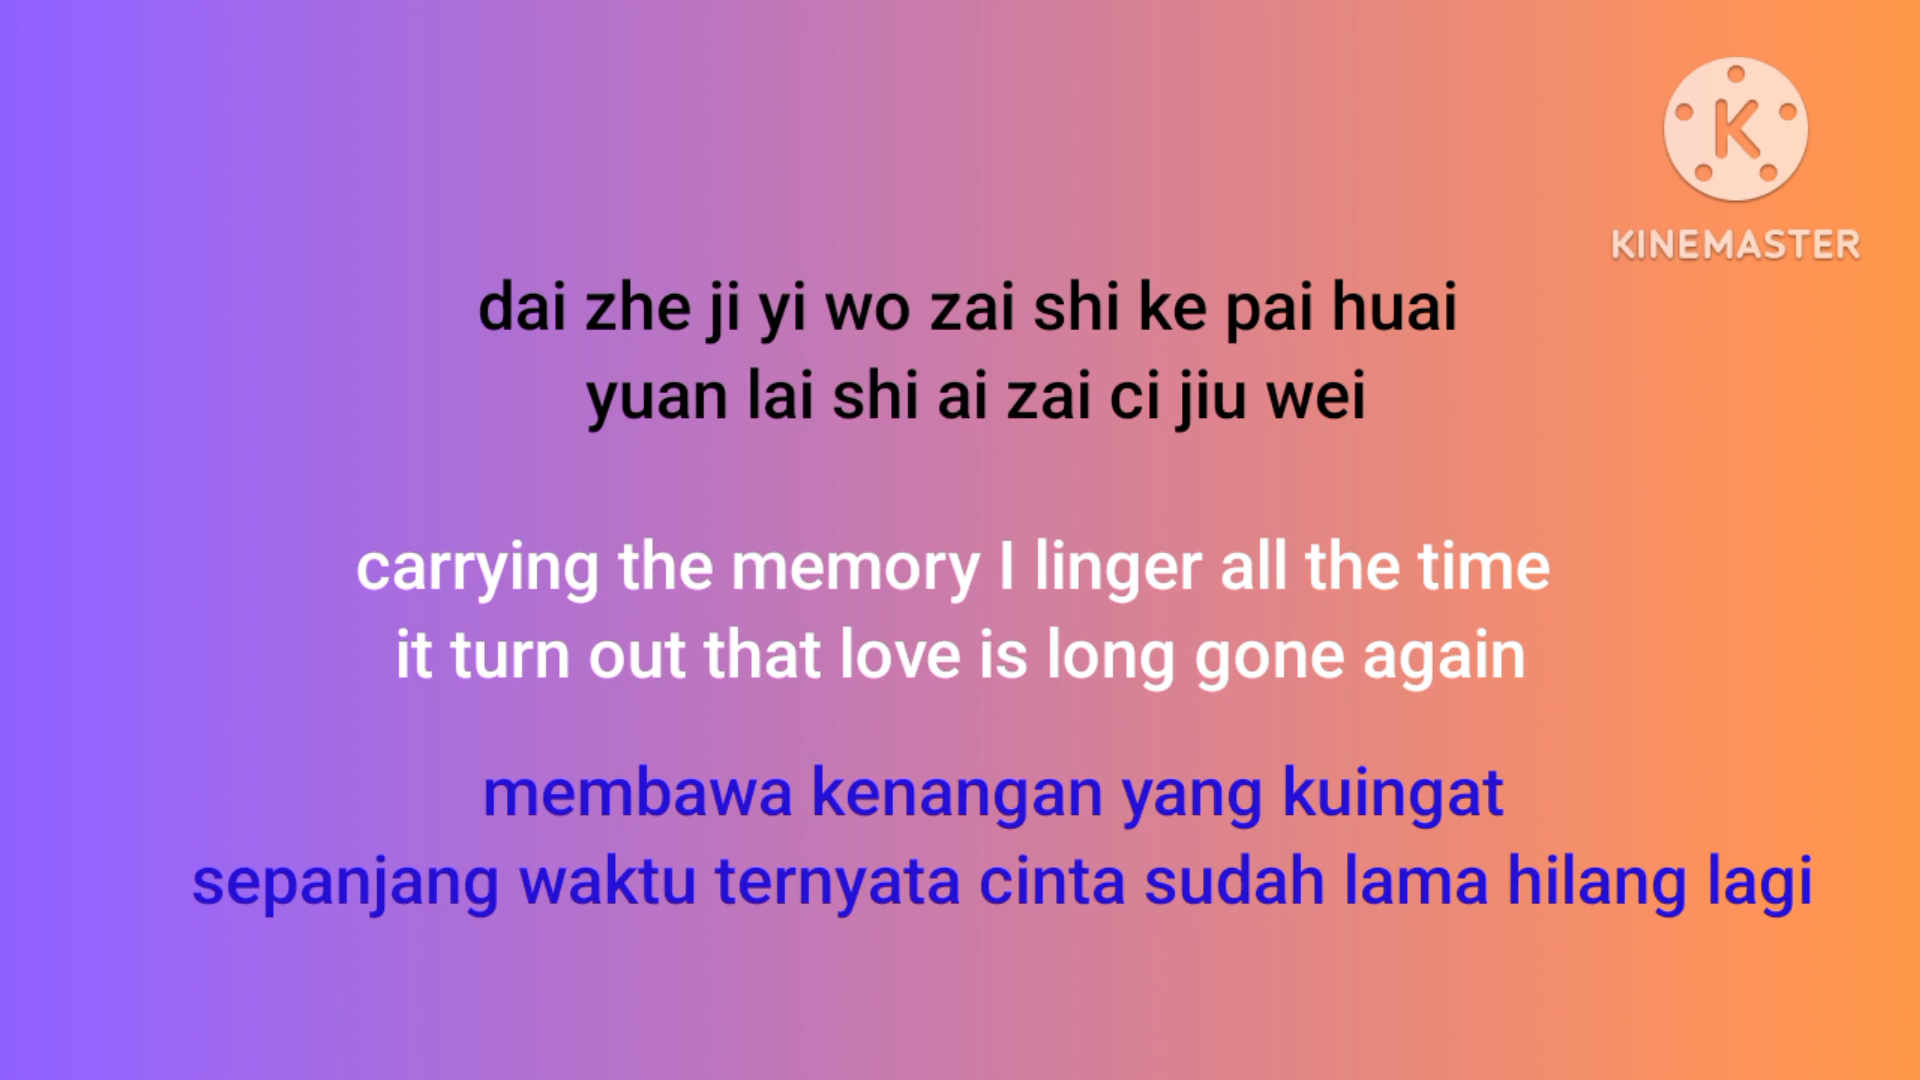 KINEMASTER
dai zhe ji yi wo zai shi ke pai huai
yuan lai shi ai zai ci jiu wei
carrying the memory I linger all the time
it turn out that love is long gone again
membawa kenangan yang kuingat
sepanjang waktu ternyata cinta sudah lama hilang lagi